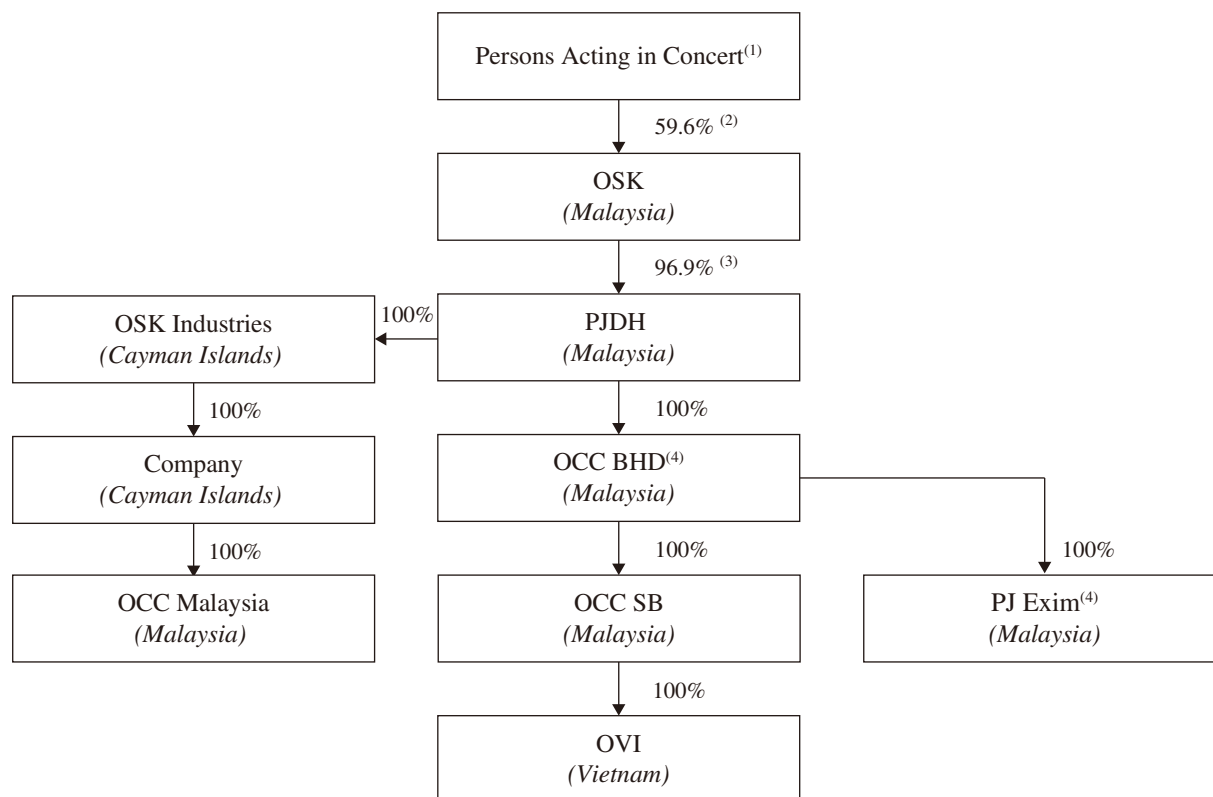 Persons Acting in Concert(1)
59.6% (2)
OSK
(Malaysia)
96.9% (3)
OSK Industries
(Cayman Islands)
100%
PJDH
(Malaysia)
100%
100%
Company
(Cayman Islands)
OCC BHD(4)
(Malaysia)
100%
100%
100%
OCC Malaysia
(Malaysia)
OCC SB
(Malaysia)
PJ Exim(4)
(Malaysia)
100%
OVI
(Vietnam)